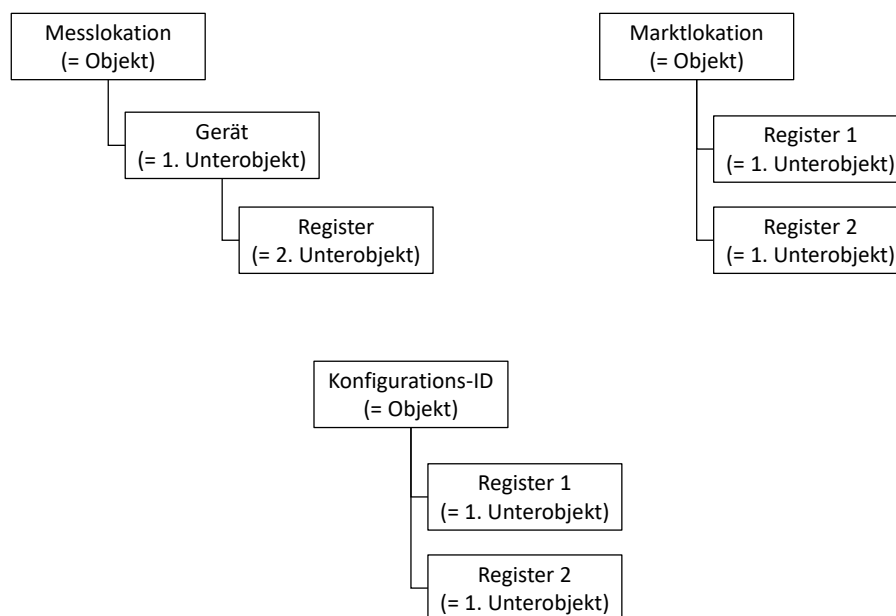 Messlokation
(= Objekt)
Gerät
(= 1. Unterobjekt)
Register
(= 2. Unterobjekt)
Marktlokation
(= Objekt)
Register 1
(= 1. Unterobjekt)
Register 2
(= 1. Unterobjekt)
Konfigurations-ID
(= Objekt)
Register 1
(= 1. Unterobjekt)
Register 2
(= 1. Unterobjekt)